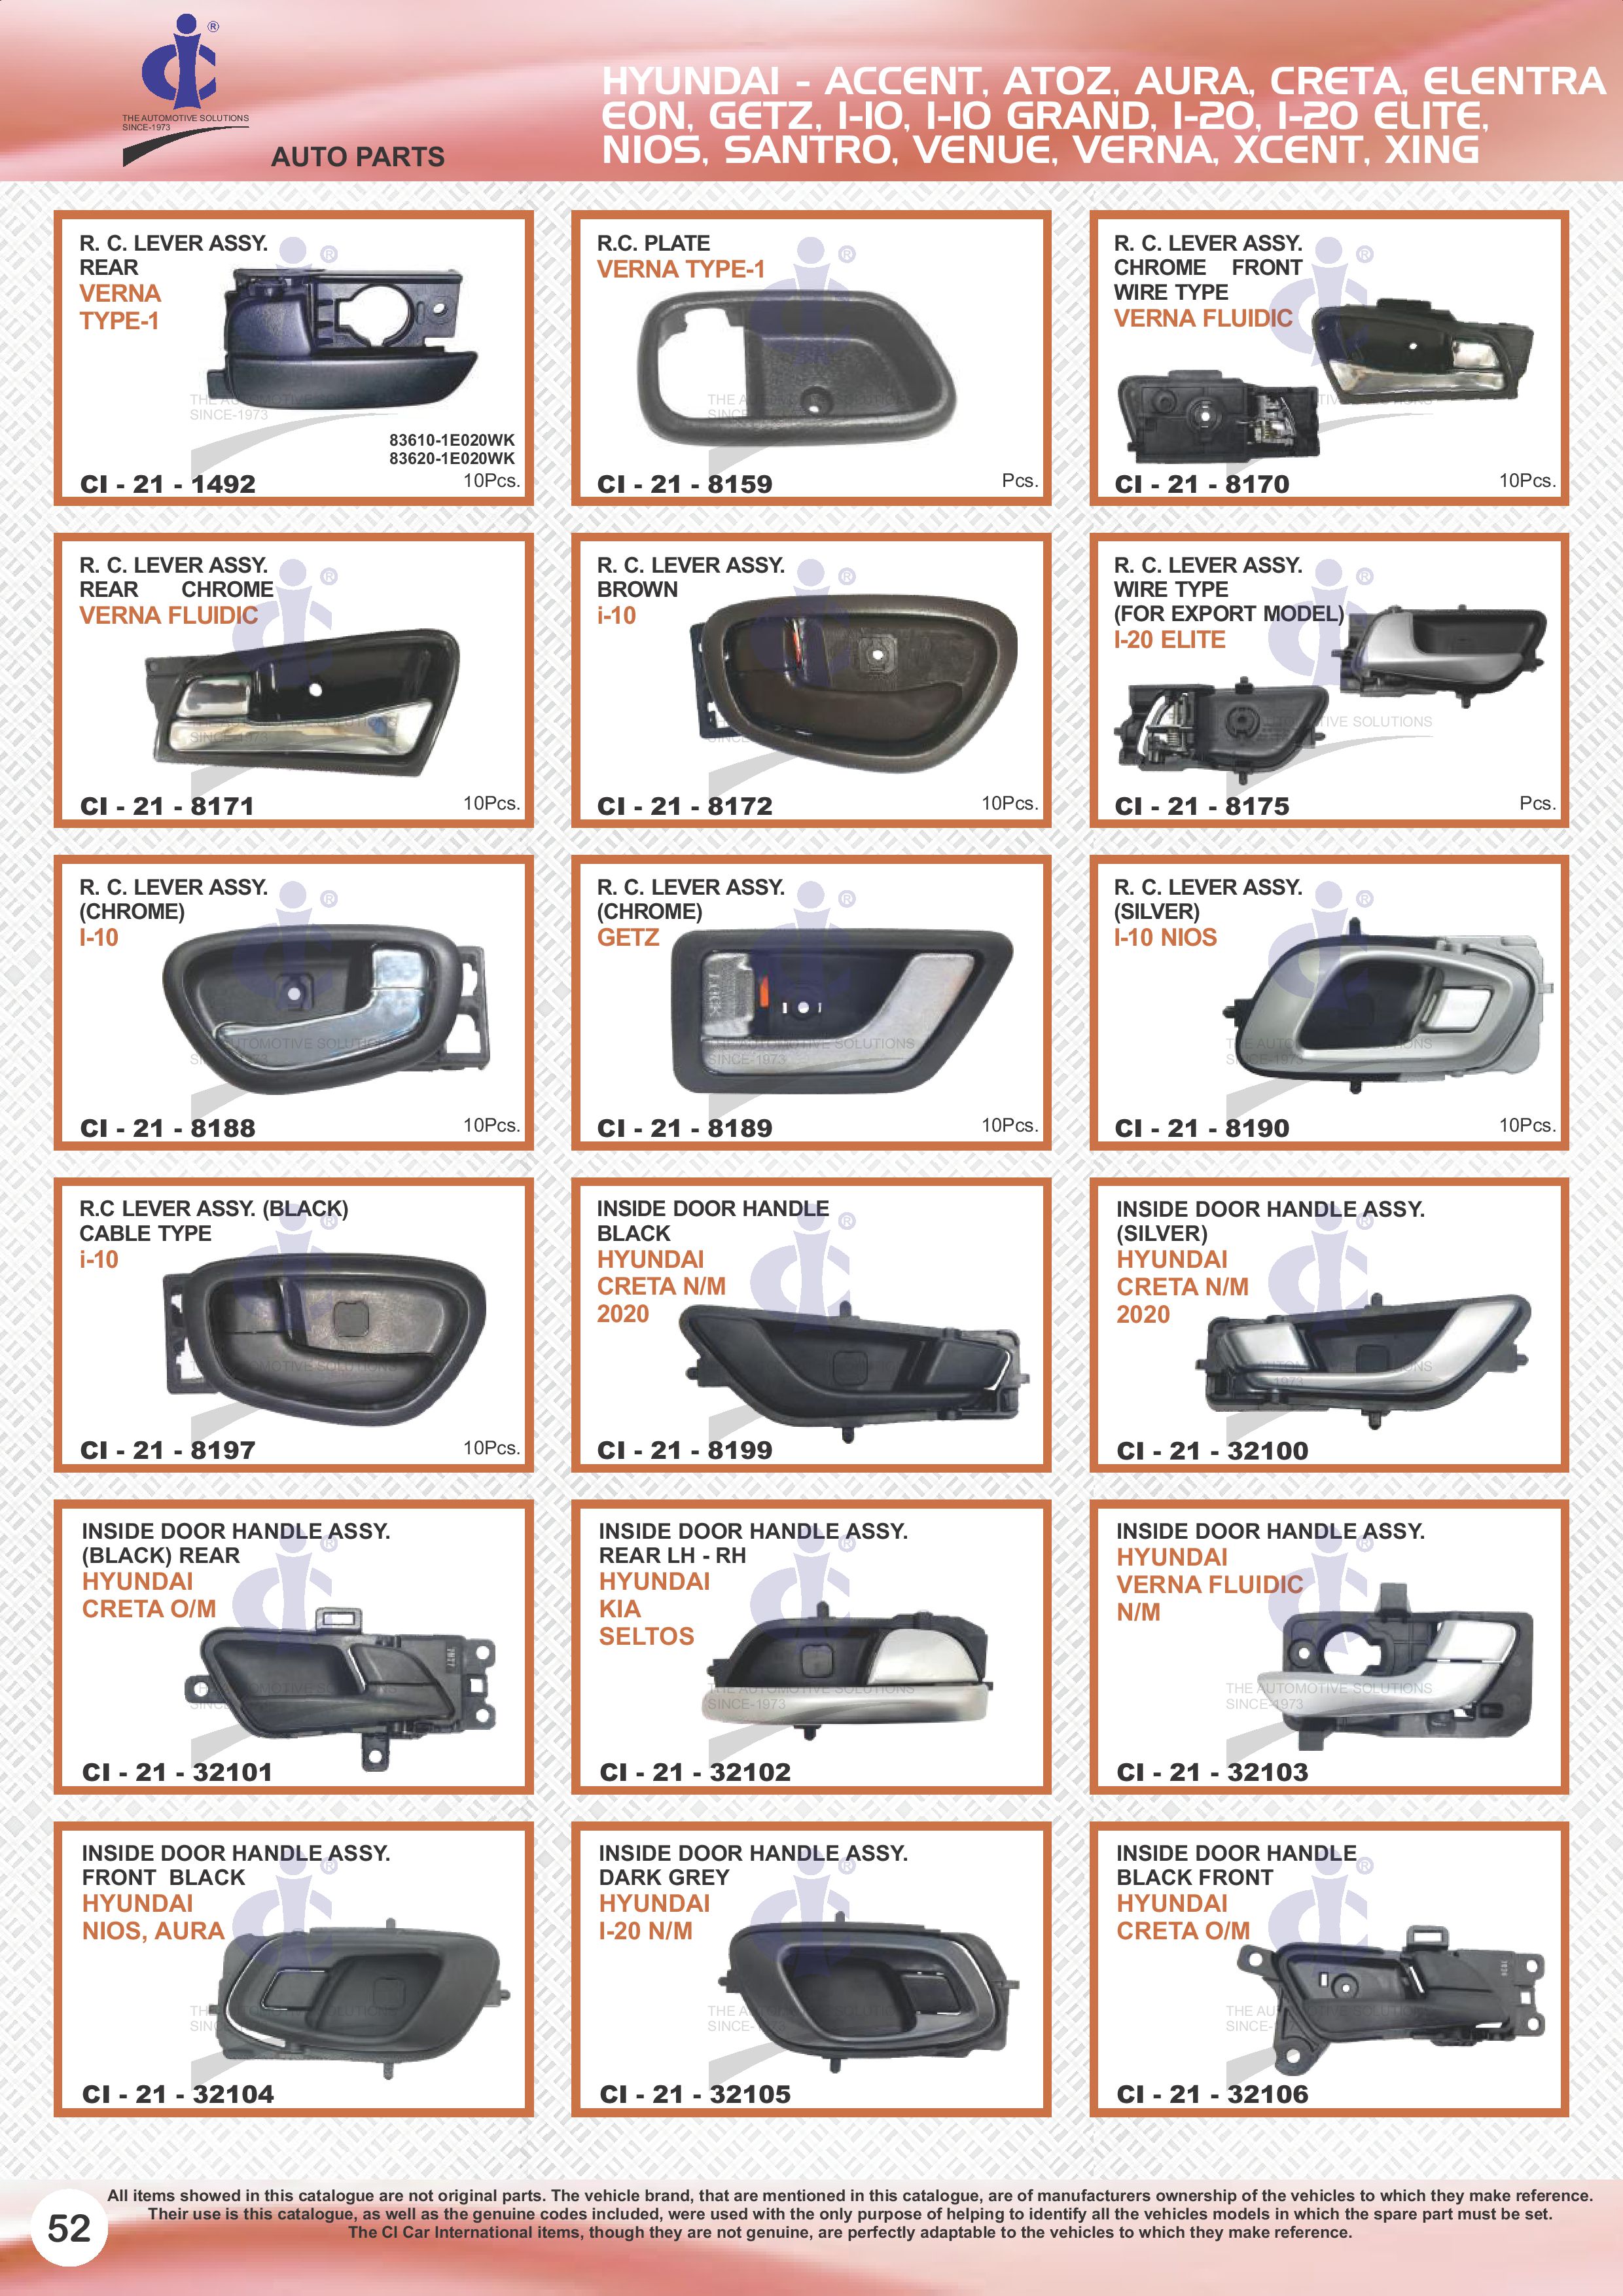 ®
THE AUTOMOTIVE SOLUTIONS
SINCE-1973
AUTO PARTS
HYUNDAI - ACCENT, ATOZ, AURA, CRETA, ELENTRA
EON, GETZ, I-10, I-10 GRAND, I-20, I-20 ELITE,
NIOS, SANTRO, VENUE, VERNA, XCENT, XING
R. C. LEVER ASSY.
REAR
VERNA
TYPE-1
83610-1E020WK
83620-1E020WK
CI - 21 - 1492
10Pcs.
R.C. PLATE
VERNA TYPE-1
CI - 21 - 8159
Pcs.
R. C. LEVER ASSY.
CHROME FRONT
WIRE TYPE
VERNA FLUIDIC
CI - 21 - 8170
10Pcs.
R. C. LEVER ASSY.
REAR CHROME
VERNA FLUIDIC
CI - 21 - 8171
10Pcs.
R. C. LEVER ASSY.
BROWN
i-10
CI - 21 - 8172
10Pcs.
R. C. LEVER ASSY.
WIRE TYPE
(FOR EXPORT MODEL)
I-20 ELITE
CI - 21 - 8175
Pcs.
R. C. LEVER ASSY.
(CHROME)
I-10
CI - 21 - 8188
10Pcs.
R. C. LEVER ASSY.
(CHROME)
GETZ
CI - 21 - 8189
10Pcs.
R. C. LEVER ASSY.
(SILVER)
I-10 NIOS
CI - 21 - 8190
10Pcs.
R.C LEVER ASSY. (BLACK)
CABLE TYPE
i-10
CI - 21 - 8197
10Pcs.
INSIDE DOOR HANDLE
BLACK
HYUNDAI
CRETA N/M
2020
CI - 21 - 8199
INSIDE DOOR HANDLE ASSY.
(SILVER)
HYUNDAI
CRETA N/M
2020
CI - 21 - 32100
INSIDE DOOR HANDLE ASSY.
(BLACK) REAR
HYUNDAI
CRETA O/M
CI - 21 - 32101
INSIDE DOOR HANDLE ASSY.
REAR LH - RH
HYUNDAI
KIA
SELTOS
CI - 21 - 32102
INSIDE DOOR HANDLE ASSY.
HYUNDAI
VERNA FLUIDIC
N/M
CI - 21 - 32103
INSIDE DOOR HANDLE ASSY.
FRONT BLACK
HYUNDAI
NIOS, AURA
CI - 21 - 32104
INSIDE DOOR HANDLE ASSY.
DARK GREY
HYUNDAI
I-20 N/M
CI - 21 - 32105
INSIDE DOOR HANDLE
BLACK FRONT
HYUNDAI
CRETA O/M
CI - 21 - 32106
52
All items showed in this catalogue are not original parts. The vehicle brand, that are mentioned in this catalogue, are of manufacturers ownership of the vehicles to which they make reference.
Their use is this catalogue, as well as the genuine codes included, were used with the only purpose of helping to identify all the vehicles models in which the spare part must be set.
The CI Car International items, though they are not genuine, are perfectly adaptable to the vehicles to which they make reference.